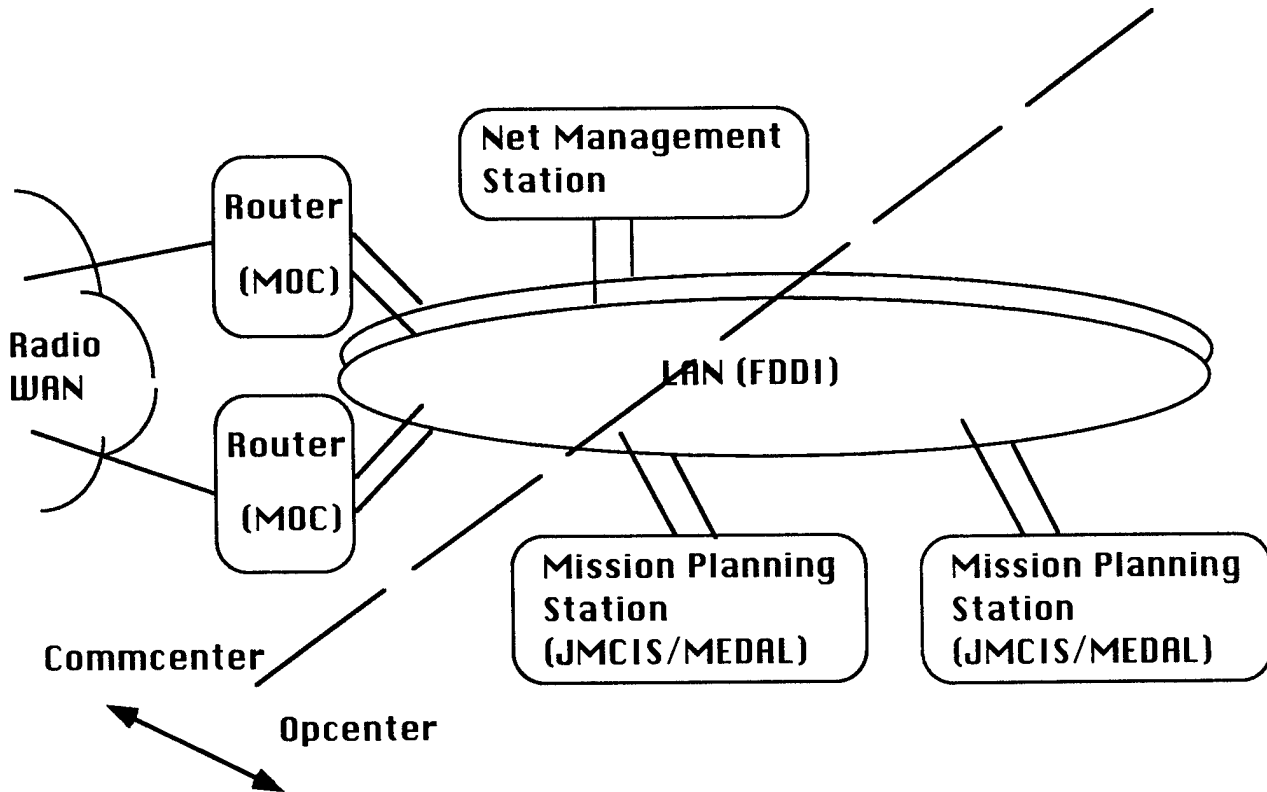 Net Management
Station
Router
(MOC)
Radio
WAN
LAN (FDDI)
Router
(MOC)
Mission Planning
Station
(JMCIS/MEDAL)
Mission Planning
Station
(JMCIS/MEDAL)
Commcenter
Opcenter